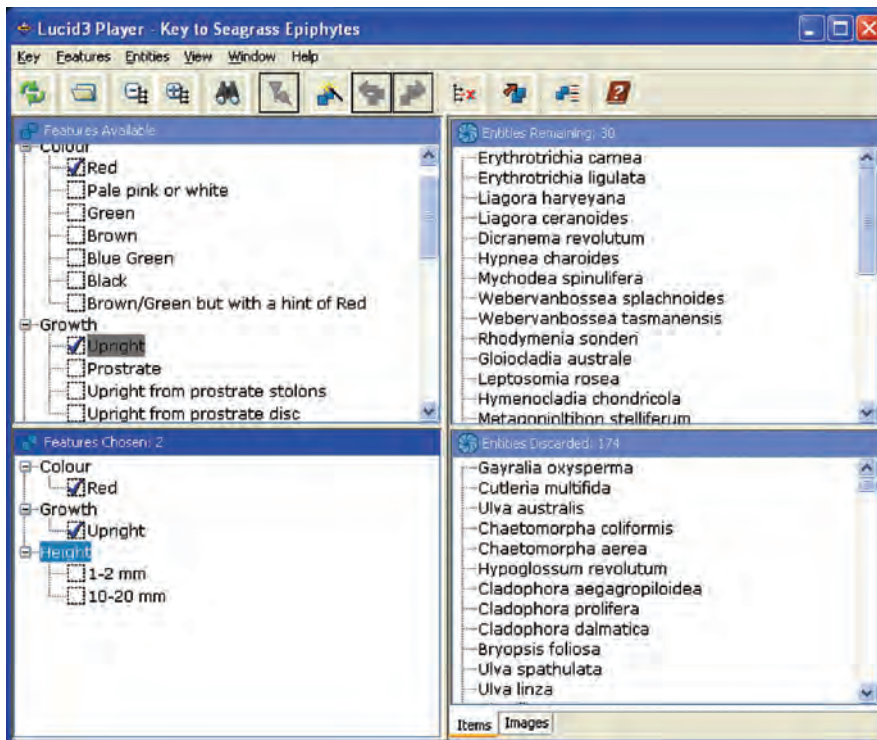 Lucid3 Player - Key to Seagrass Epiphytes
Key Features Entities View Window Help
Features Available
Colour
Red
Pale pink or white
Green
Brown
Blue Green
Black
Brown/Green but with a hint of Red
Growth
Upright
Prostrate
Upright from prostrate stolons
Upright from prostrate disc
Entities Remaining: 30
Erythrotrichia carnea
Erythrotrichia ligulata
Liagora harveyana
Liagora ceranoides
Dicranema revolutum
Hypnea charoides
Mychodea spinulifera
Webervanbossea splachnoides
Webervanbossea tasmanensis
Rhodymenia sonderi
Gloiocladia australe
Leptosomia rosea
Hymenocladia chondricola
Features Chosen: 2
Colour
Red
Growth
Upright
Height
1-2 mm
10-20 mm
Entities Discarded: 174
Gayralia oxysperma
Cutleria multifida
Ulva australis
Chaetomorpha coliformis
Chaetomorpha aerea
Hypoglossum revolutum
Cladophora aegagropiloidea
Cladophora prolifera
Cladophora dalmatica
Bryopsis foliosa
Ulva spathulata
Ulva linza
Items Images